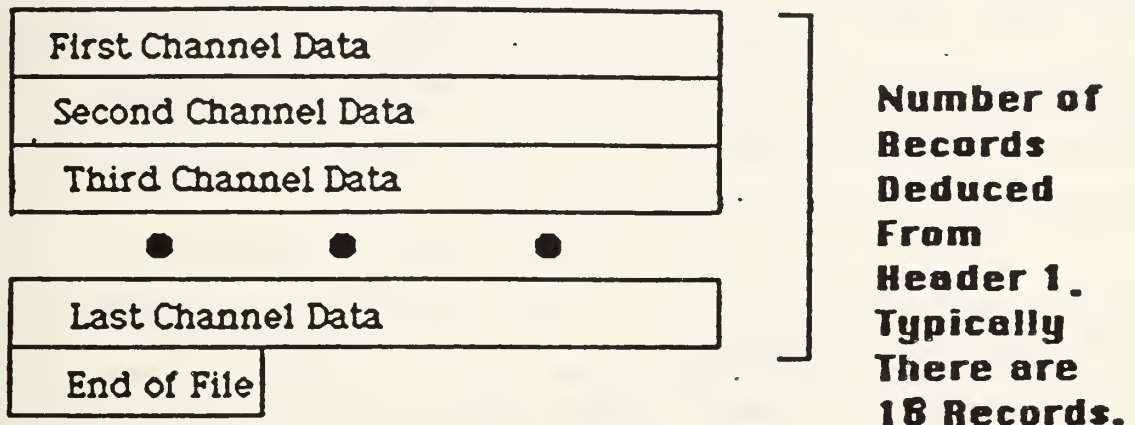 First Channel Data
Second Channel Data
Third Channel Data
Last Channel Data
End of File
Number of
Records
Deduced
From
Header 1.
Typically
There are
18 Records.